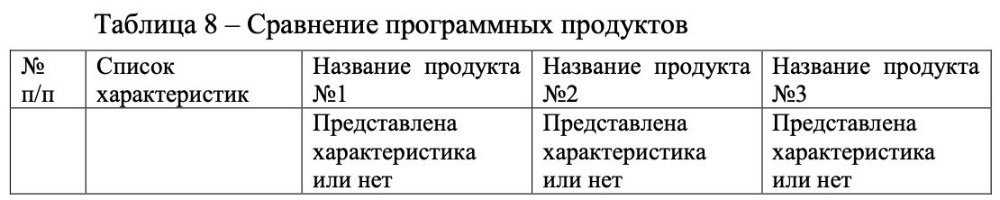 Таблица 8 – Сравнение программных продуктов
№ п/п
Список характеристик
Название продукта №1
Название продукта №2
Название продукта №3
Представлена характеристика или нет
Представлена характеристика или нет
Представлена характеристика или нет